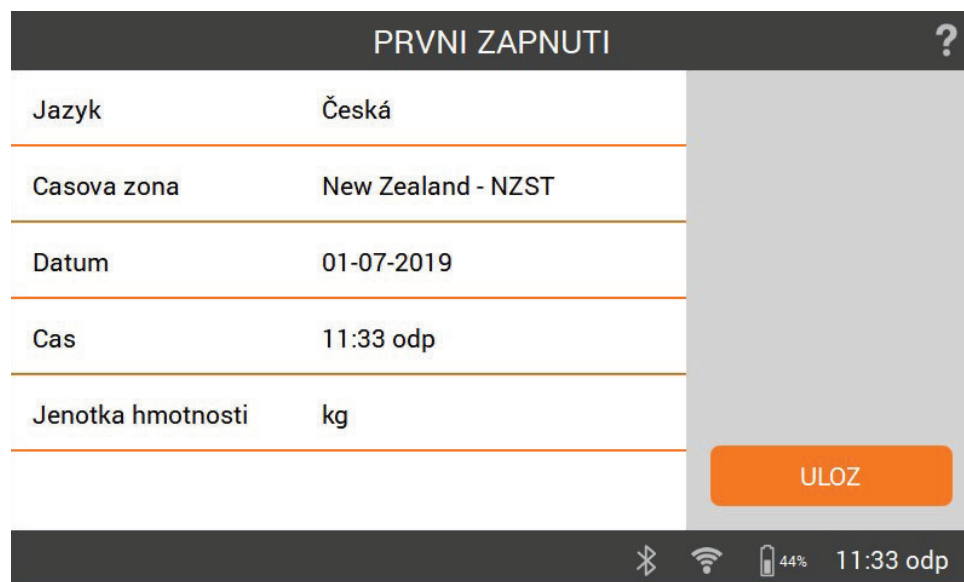 PRVNI ZAPNUTI ?
Jazyk Česká
Casova zona New Zealand - NZST
Datum 01-07-2019
Cas 11:33 odp
Jenotka hmotnosti kg
ULOZ
44% 11:33 odp